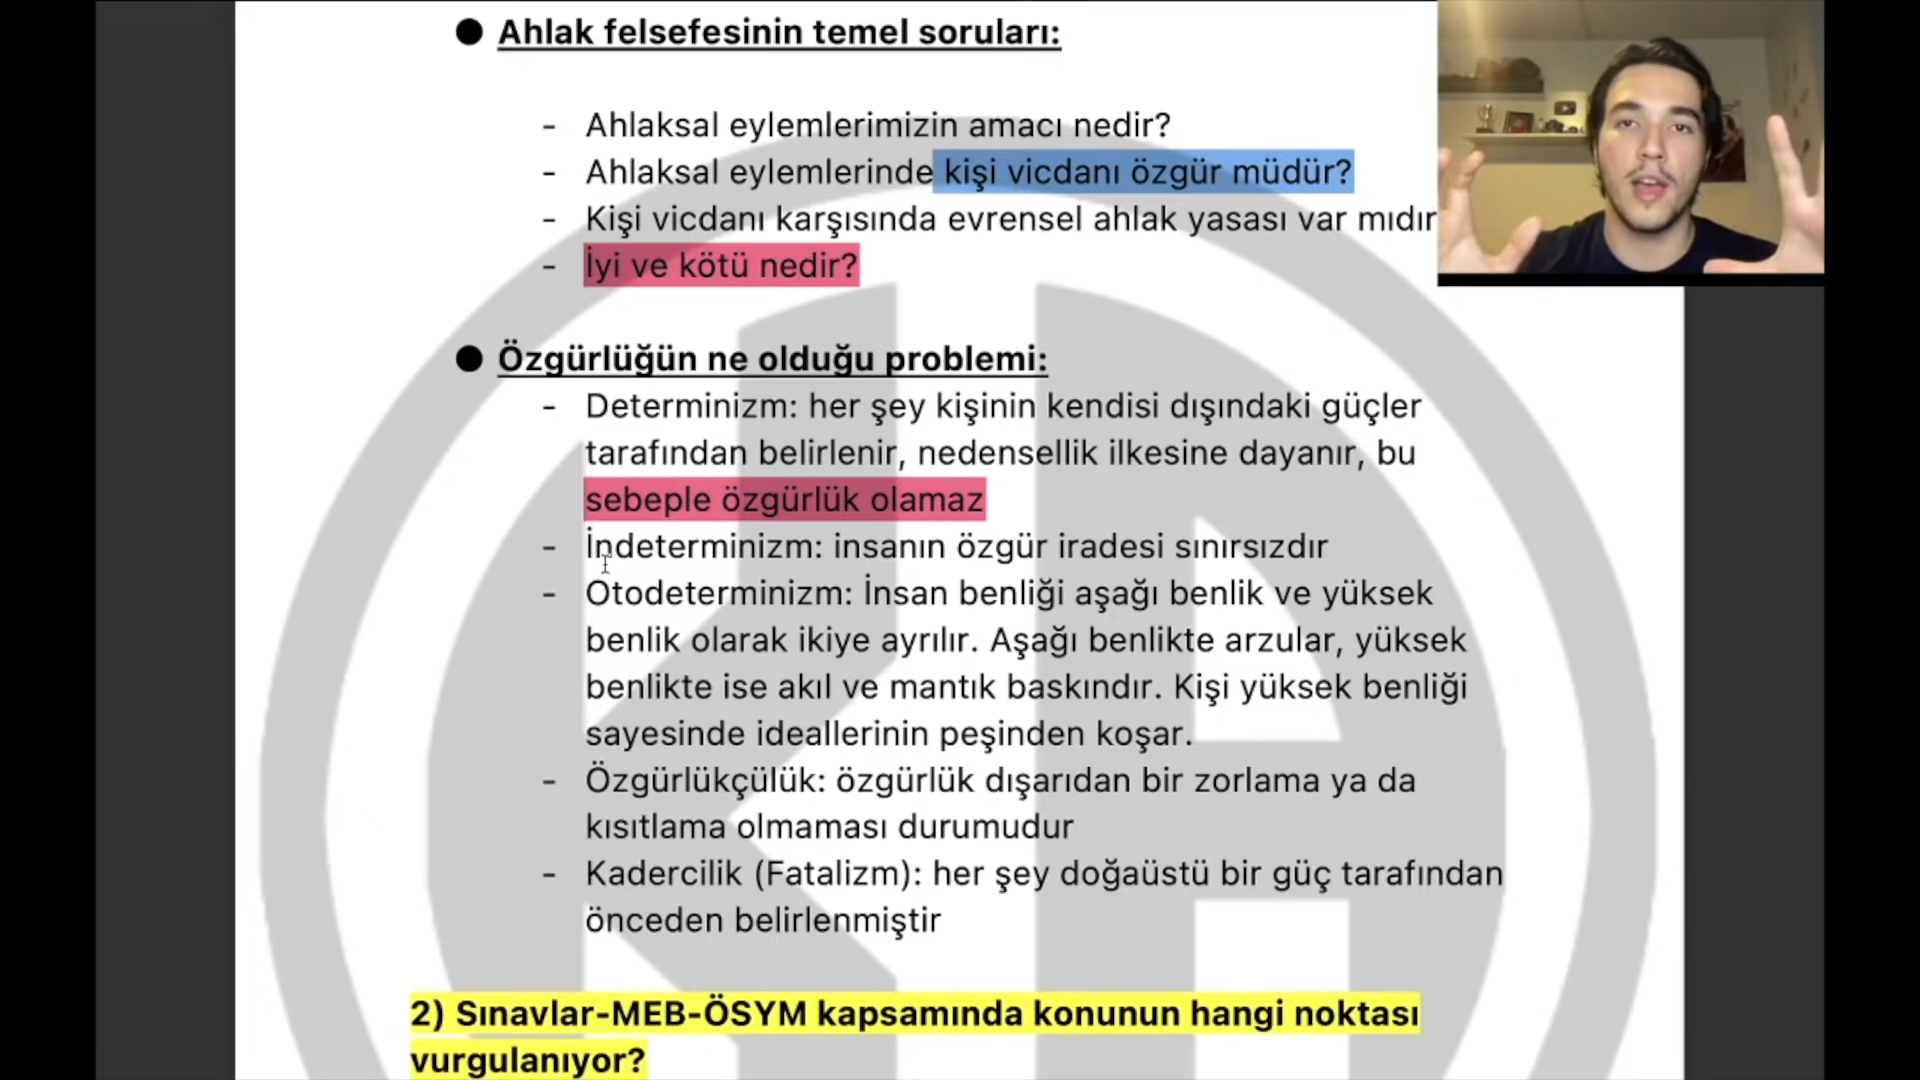 ● Ahlak felsefesinin temel soruları:
- Ahlaksal eylemlerimizin amacı nedir?
- Ahlaksal eylemlerinde kişi vicdanı özgür müdür?
- Kişi vicdanı karşısında evrensel ahlak yasası var mıdır
- İyi ve kötü nedir?
● Özgürlüğün ne olduğu problemi:
- Determinizm: her şey kişinin kendisi dışındaki güçler
tarafından belirlenir, nedensellik ilkesine dayanır, bu
sebeple özgürlük olamaz
- İndeterminizm: insanın özgür iradesi sınırsızdır
- Otodeterminizm: İnsan benliği aşağı benlik ve yüksek
benlik olarak ikiye ayrılır. Aşağı benlikte arzular, yüksek
benlikte ise akıl ve mantık baskındır. Kişi yüksek benliği
sayesinde ideallerinin peşinden koşar.
- Özgürlükçülük: özgürlük dışarıdan bir zorlama ya da
kısıtlama olmaması durumudur
- Kadercilik (Fatalizm): her şey doğaüstü bir güç tarafından
önceden belirlenmiştir
2) Sınavlar-MEB-ÖSYM kapsamında konunun hangi noktası
vurgulanıyor?